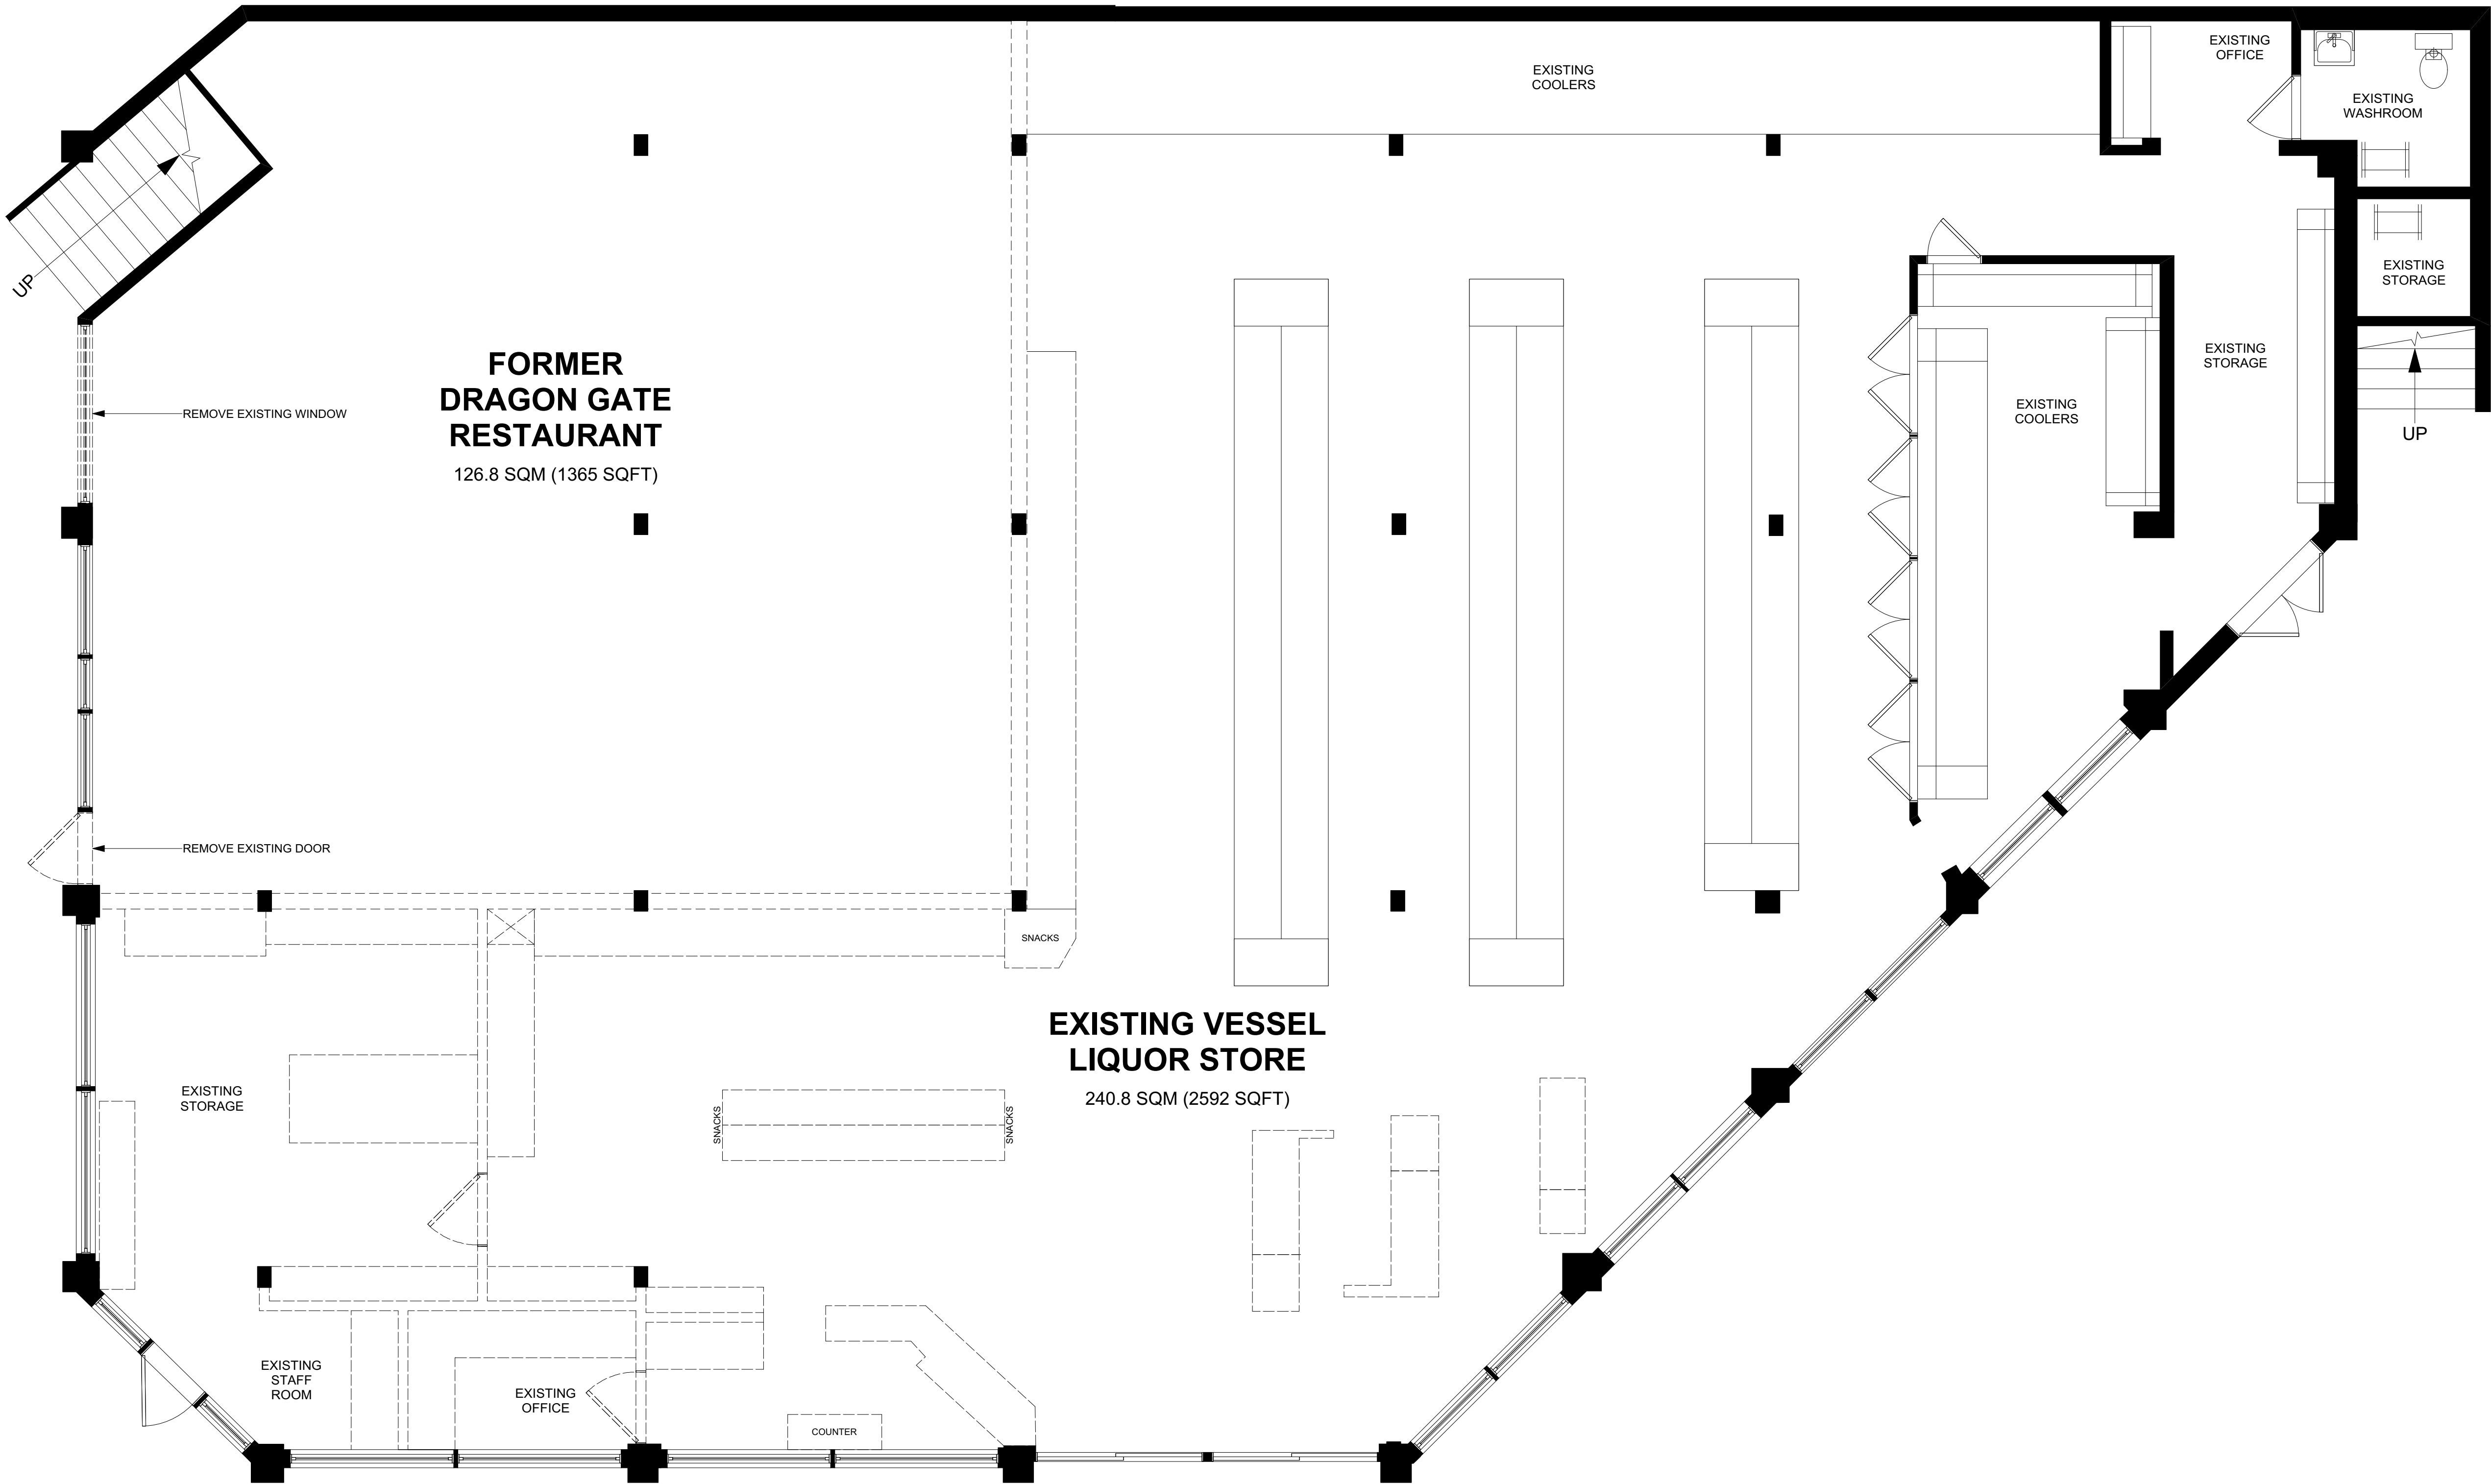 EXISTING
OFFICE
EXISTING
COOLERS
EXISTING
WASHROOM
EXISTING
STORAGE
UP
EXISTING
STORAGE
FORMER
DRAGON GATE
RESTAURANT
126.8 SQM (1365 SQFT)
REMOVE EXISTING WINDOW
EXISTING
COOLERS
UP
REMOVE EXISTING DOOR
SNACKS
EXISTING VESSEL
LIQUOR STORE
240.8 SQM (2592 SQFT)
EXISTING
STORAGE
SNACKS
SNACKS
EXISTING
STAFF
ROOM
EXISTING
OFFICE
COUNTER